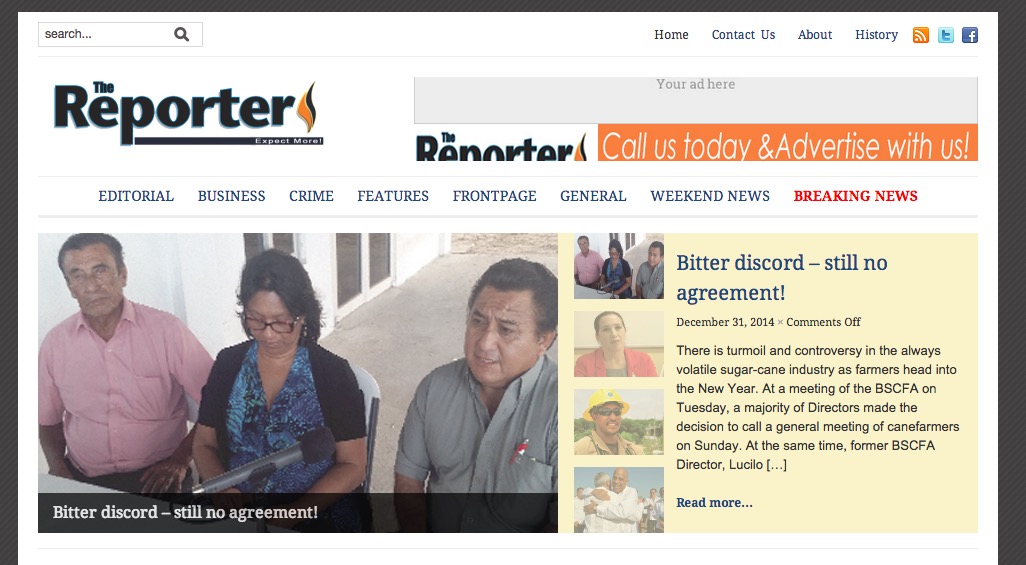 search...
Home Contact Us About History
The
Reporter
Expect More!
Your ad here
The
Reporter
Call us today &Advertise with us!
EDITORIAL BUSINESS CRIME FEATURES FRONTPAGE GENERAL WEEKEND NEWS BREAKING NEWS
Bitter discord – still no agreement!
Bitter discord – still no
agreement!
December 31, 2014 × Comments Off
There is turmoil and controversy in the always
volatile sugar-cane industry as farmers head into
the New Year. At a meeting of the BSCFA on
Tuesday, a majority of Directors made the
decision to call a general meeting of canefarmers
on Sunday. At the same time, former BSCFA
Director, Lucilo […]
Read more...